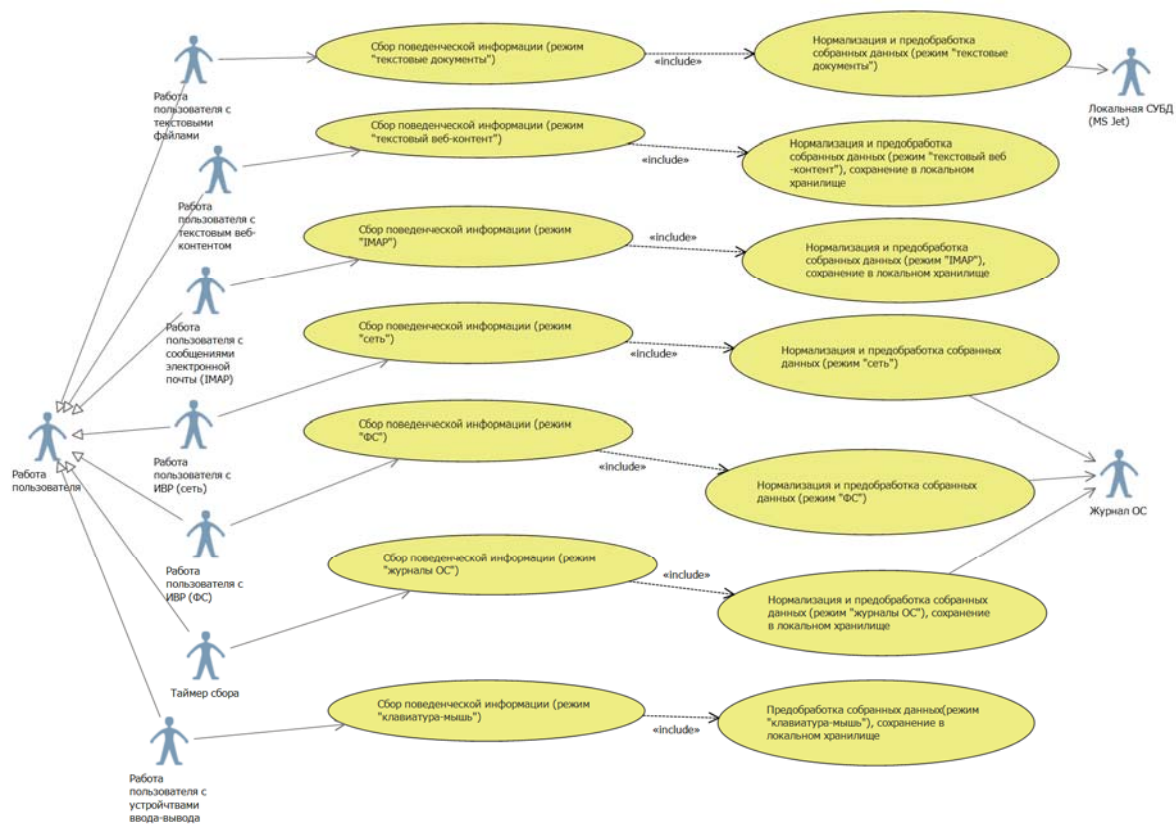 Сбор поведенческой информации (режим
"текстовые документы")
«include»
Нормализация и предобработка
собранных данных (режим "текстовые
документы")
Работа
пользователя с
текстовыми
файлами
Локальная СУБД
(MS Jet)
Сбор поведенческой информации (режим
"текстовый веб-контент")
«include»
Нормализация и предобработка
собранных данных (режим "текстовый веб
-контент"), сохранение в локальном
хранилище
Работа
пользователя с
текстовым веб-
контентом
Сбор поведенческой информации (режим
"IMAP")
«include»
Нормализация и предобработка
собранных данных (режим "IMAP"),
сохранение в локальном хранилище
Работа
пользователя с
сообщениями
электронной
почты (IMAP)
Сбор поведенческой информации (режим
"сеть")
«include»
Нормализация и предобработка собранных
данных (режим "сеть")
Работа
пользователя
Работа
пользователя с
ИВР (сеть)
Сбор поведенческой информации (режим
"ФС")
«include»
Нормализация и предобработка собранных
данных (режим "ФС")
Журнал ОС
Работа
пользователя с
ИВР (ФС)
Сбор поведенческой информации (режим
"журналы ОС")
«include»
Нормализация и предобработка собранных
данных (режим "журналы ОС"), сохранение
в локальном хранилище
Таймер сбора
Сбор поведенческой информации (режим
"клавиатура-мышь")
«include»
Предобработка собранных данных(режим
"клавиатура-мышь"), сохранение в
локальном хранилище
Работа
пользователя с
устройчтвами
ввода-вывода